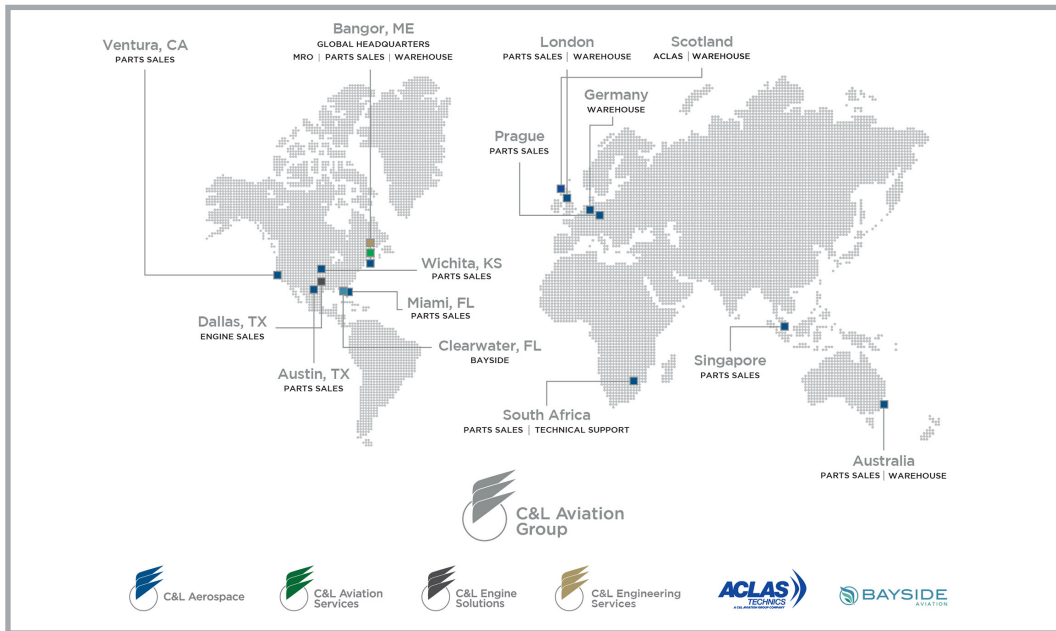 Bangor, ME
GLOBAL HEADQUARTERS
MRO | PARTS SALES | WAREHOUSE
Ventura, CA
PARTS SALES
London
PARTS SALES | WAREHOUSE
Scotland
ACLAS | WAREHOUSE
Germany
WAREHOUSE
Prague
PARTS SALES
Wichita, KS
PARTS SALES
Miami, FL
PARTS SALES
Dallas, TX
ENGINE SALES
Clearwater, FL
BAYSIDE
Austin, TX
PARTS SALES
Singapore
PARTS SALES
South Africa
PARTS SALES | TECHNICAL SUPPORT
Australia
PARTS SALES | WAREHOUSE
C&L Aviation
Group
C&L Aerospace
C&L Aviation
Services
C&L Engine
Solutions
C&L Engineering
Services
ACLAS
TECHNICS
A C&L AVIATION GROUP COMPANY
BAYSIDE
AVIATION